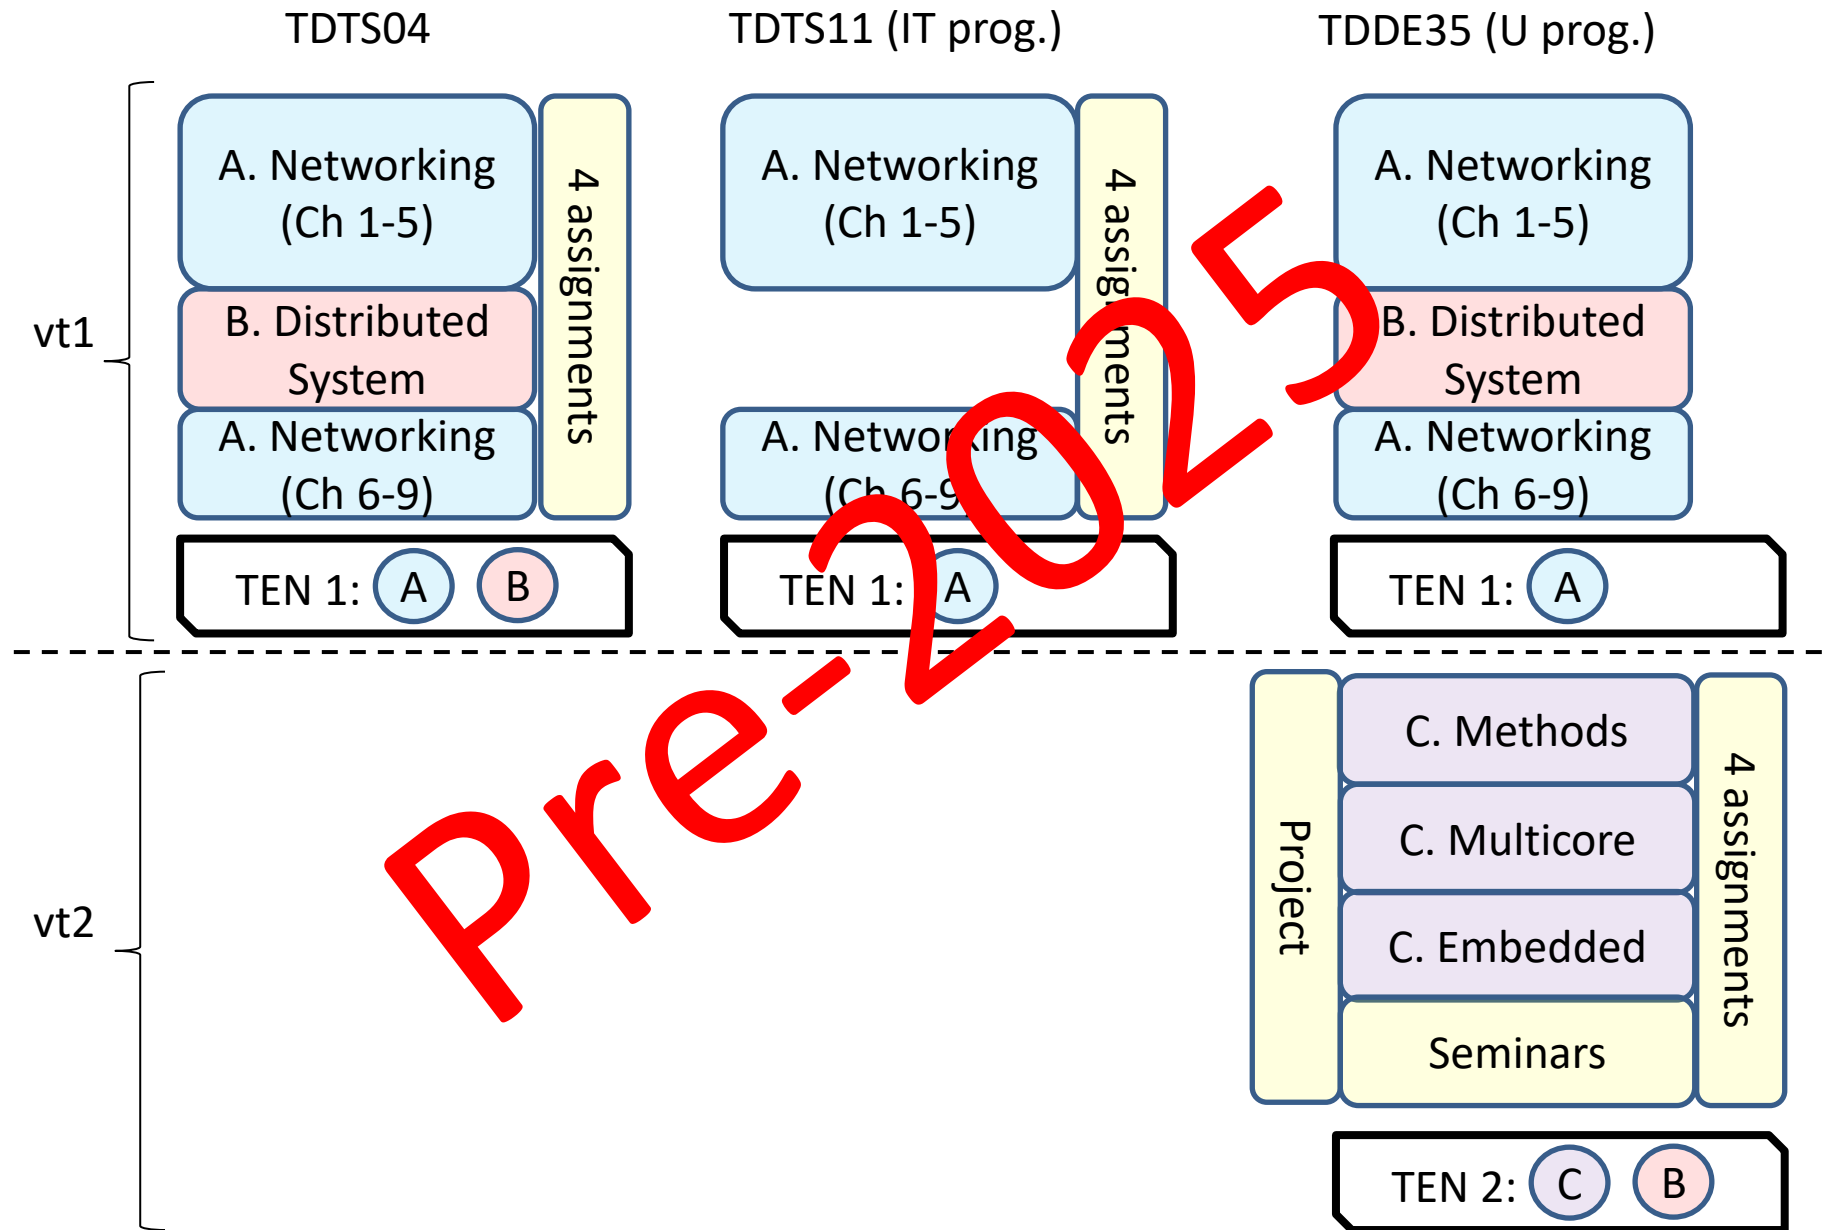 TDTS04
TDTS11 (IT prog.)
TDDE35 (U prog.)
vt1
A. Networking
(Ch 1-5)
B. Distributed
System
A. Networking
(Ch 6-9)
4 assignments
TEN 1: A B
A. Networking
(Ch 1-5)
A. Networking
(Ch 6-9)
4 assignments
TEN 1: A
A. Networking
(Ch 1-5)
B. Distributed
System
A. Networking
(Ch 6-9)
TEN 1: A
Pre-2025
vt2
Project
C. Methods
C. Multicore
C. Embedded
Seminars
4 assignments
TEN 2: C B